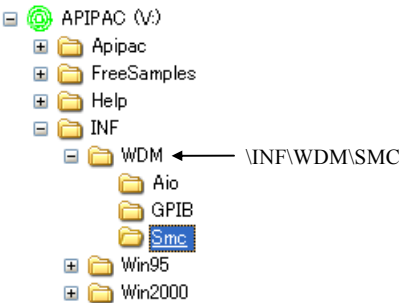 APIPAC (V:)
Apipac
FreeSamples
Help
INF
WDM \INF\WDM\SMC
Aio
GPIB
Smc
Win95
Win2000